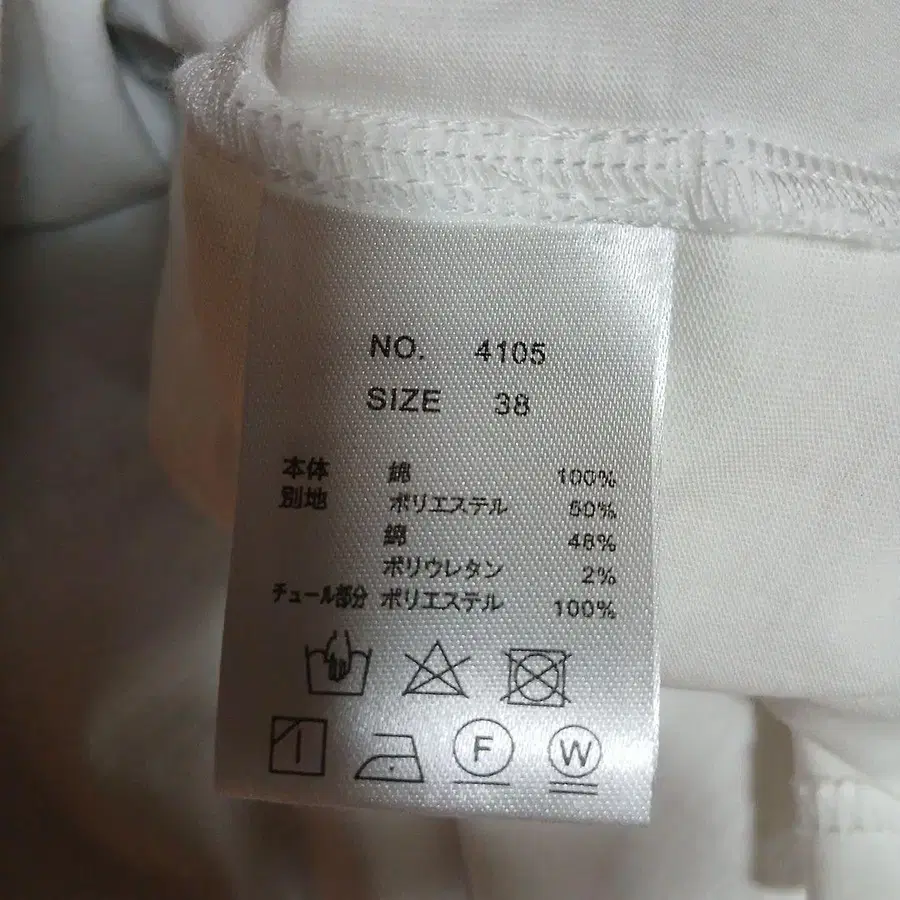 NO. 4105
SIZE 38
本体 綿 100%
別地 ポリエステル 50%
綿 48%
ポリウレタン 2%
チュール部分 ポリエステル 100%
F W